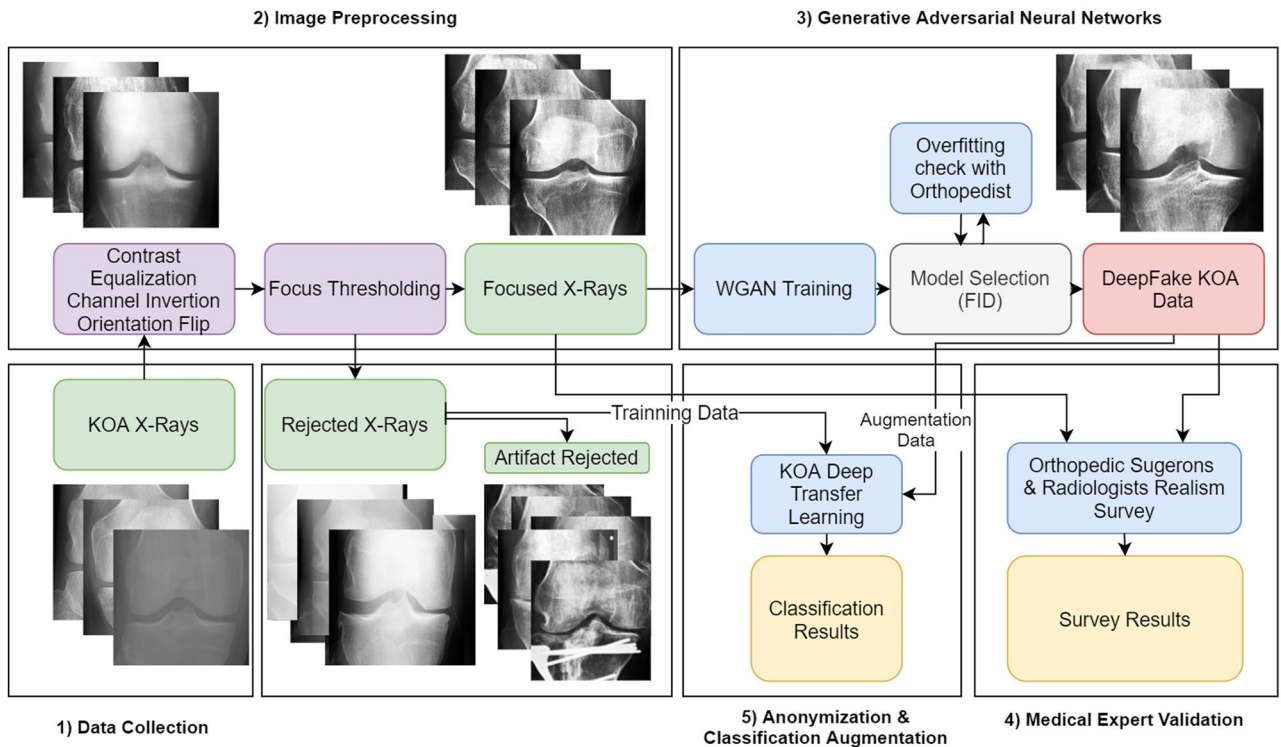 2) Image Preprocessing
3) Generative Adversarial Neural Networks
Overfitting
check with
Orthopedist
Contrast
Equalization
Channel Invertion
Orientation Flip
Focus Thresholding
Focused X-Rays
WGAN Training
Model Selection
(FID)
DeepFake KOA
Data
KOA X-Rays
Rejected X-Rays
Trainning Data
Artifact Rejected
Augmentation
Data
KOA Deep
Transfer
Learning
Orthopedic Sugerons
& Radiologists Realism
Survey
Classification
Results
Survey Results
1) Data Collection
5) Anonymization &
Classification Augmentation
4) Medical Expert Validation